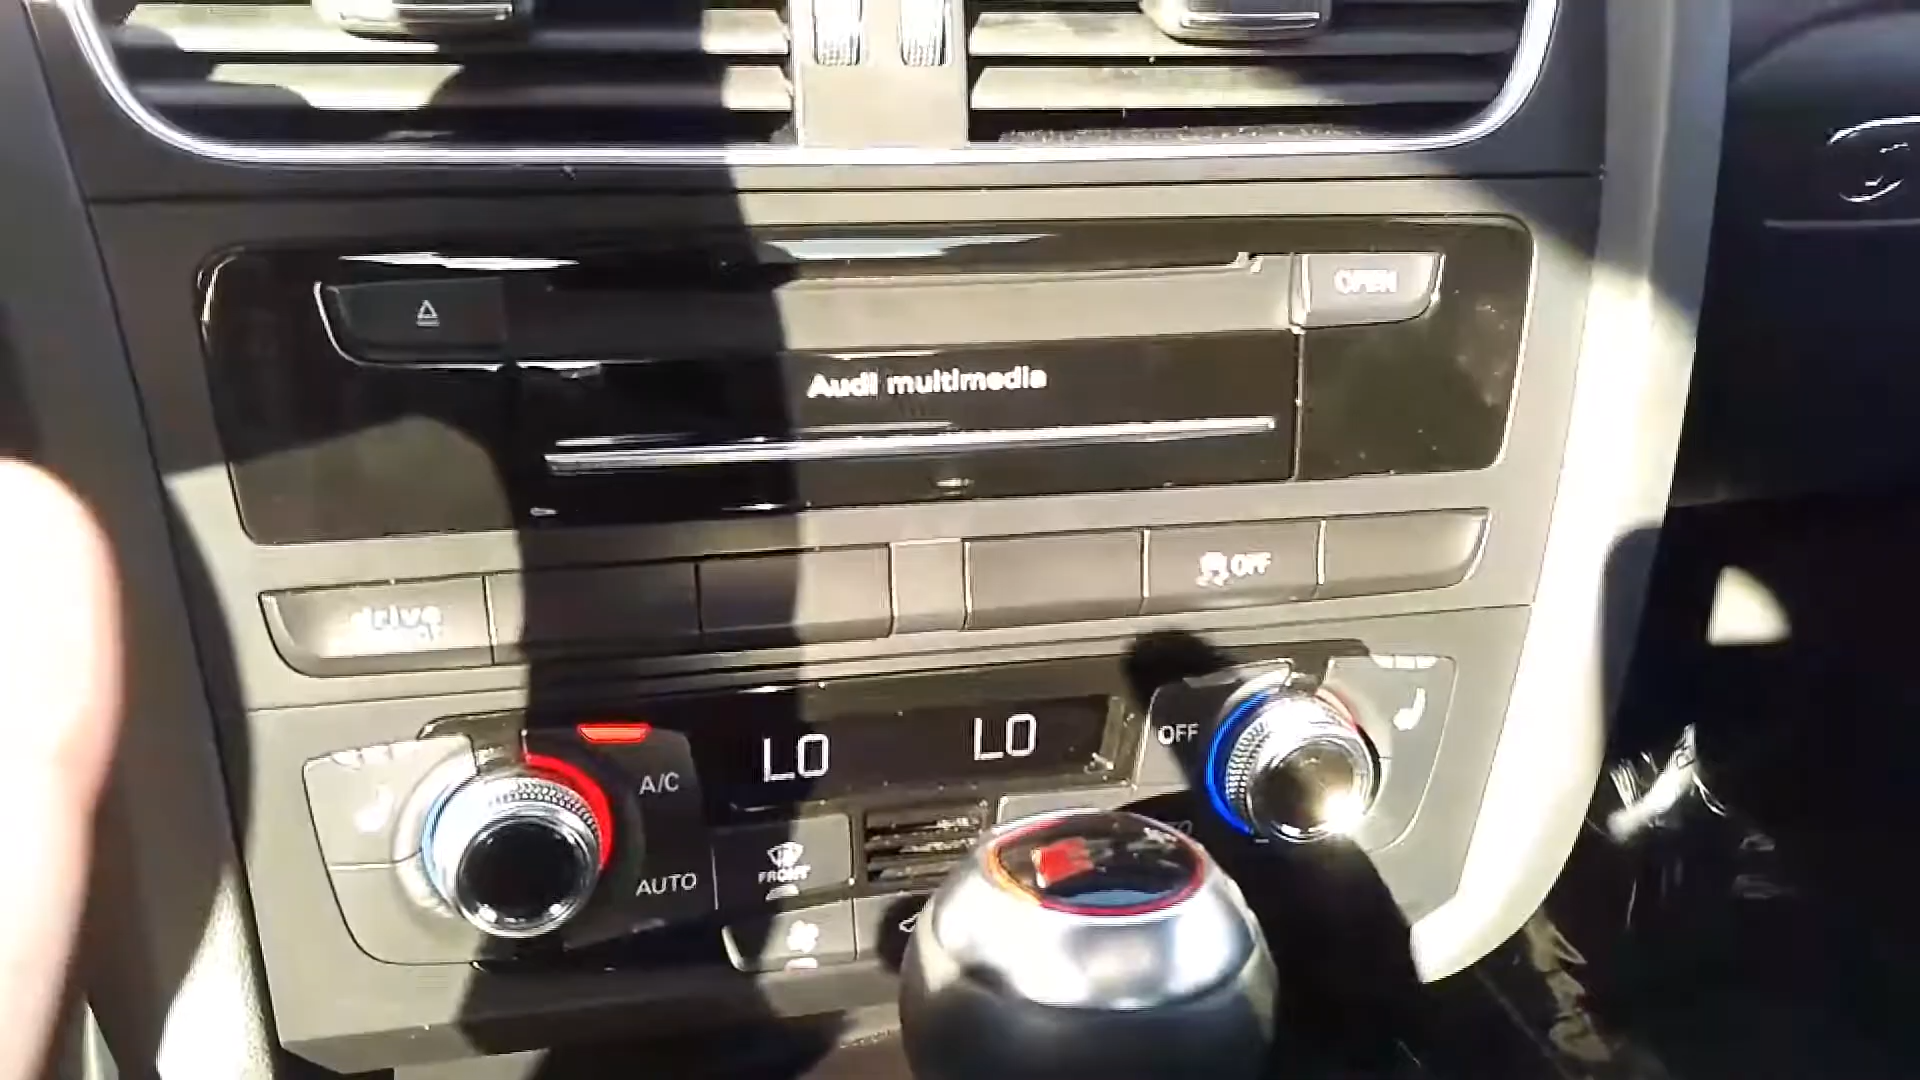 OPEN
Audi multimedia
drive
OFF
LO LO
OFF
A/C
AUTO
FRONT